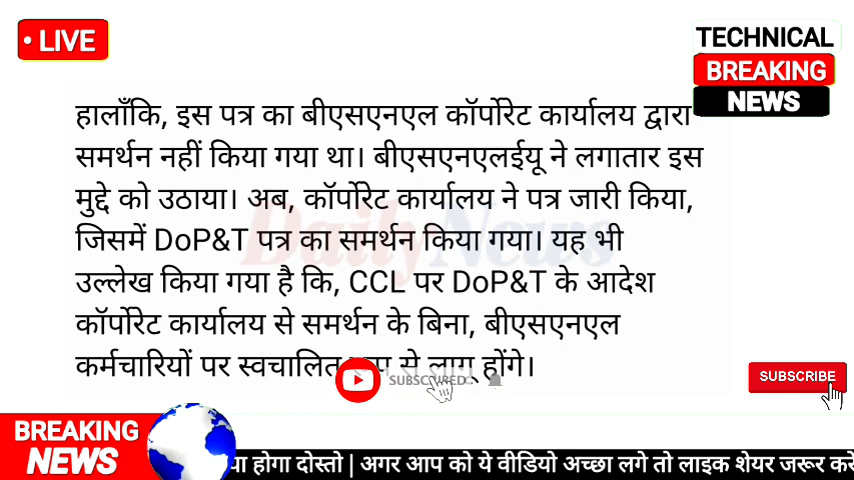 • LIVE
TECHNICAL
BREAKING
NEWS
हालाँकि, इस पत्र का बीएसएनएल कॉर्पोरेट कार्यालय द्वारा
समर्थन नहीं किया गया था। बीएसएनएलईयू ने लगातार इस
मुद्दे को उठाया। अब, कॉर्पोरेट कार्यालय ने पत्र जारी किया,
जिसमें DoP&T पत्र का समर्थन किया गया। यह भी
उल्लेख किया गया है कि, CCL पर DoP&T के आदेश
कॉर्पोरेट कार्यालय से समर्थन के बिना, बीएसएनएल
कर्मचारियों पर स्वचालित से लागू होंगे।
Daily News
SUBSCRIBED
SUBSCRIBE
BREAKING
NEWS
होगा दोस्तो | अगर आप को ये वीडियो अच्छा लगे तो लाइक शेयर जरूर करे